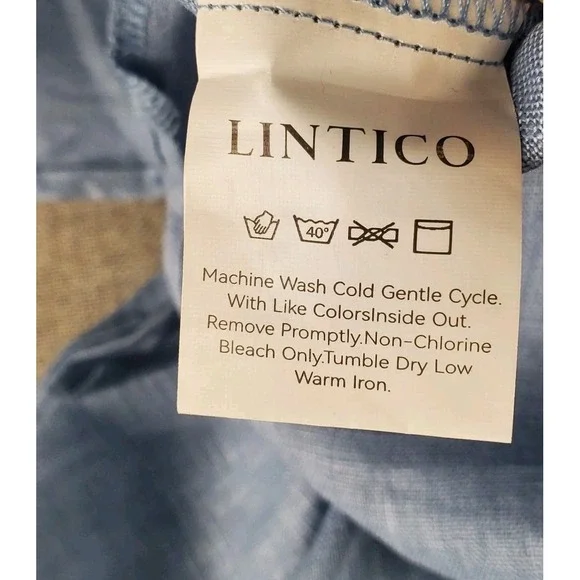 LINTICO
40°
Machine Wash Cold Gentle Cycle.
With Like ColorsInside Out.
Remove Promptly.Non-Chlorine
Bleach Only.Tumble Dry Low
Warm Iron.